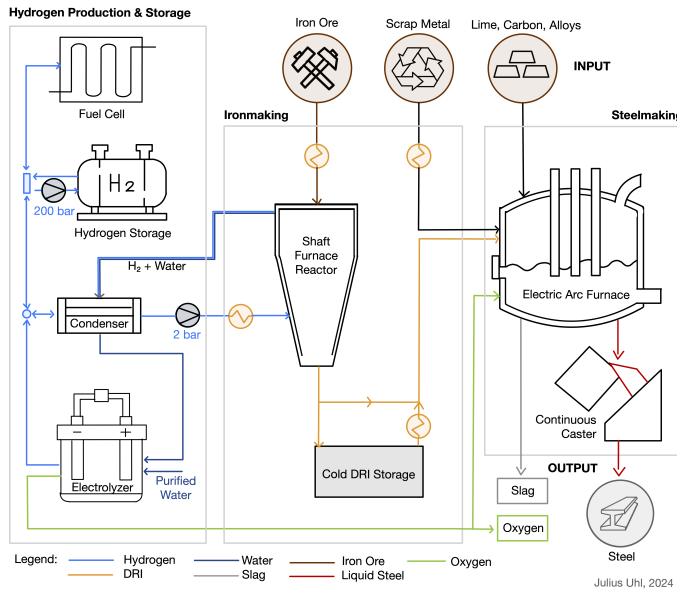 Hydrogen Production & Storage
Iron Ore
Scrap Metal
Lime, Carbon, Alloys
INPUT
Fuel Cell
Ironmaking
Steelmaking
H2
200 bar
Hydrogen Storage
H₂ + Water
Shaft
Furnace
Reactor
Condenser
2 bar
Electric Arc Furnace
Continuous
Caster
− +
Electrolyzer
Purified
Water
Cold DRI Storage
OUTPUT
Slag
Oxygen
Steel
Legend:
Hydrogen
Water
Iron Ore
Oxygen
DRI
Slag
Liquid Steel
Julius Uhl, 2024